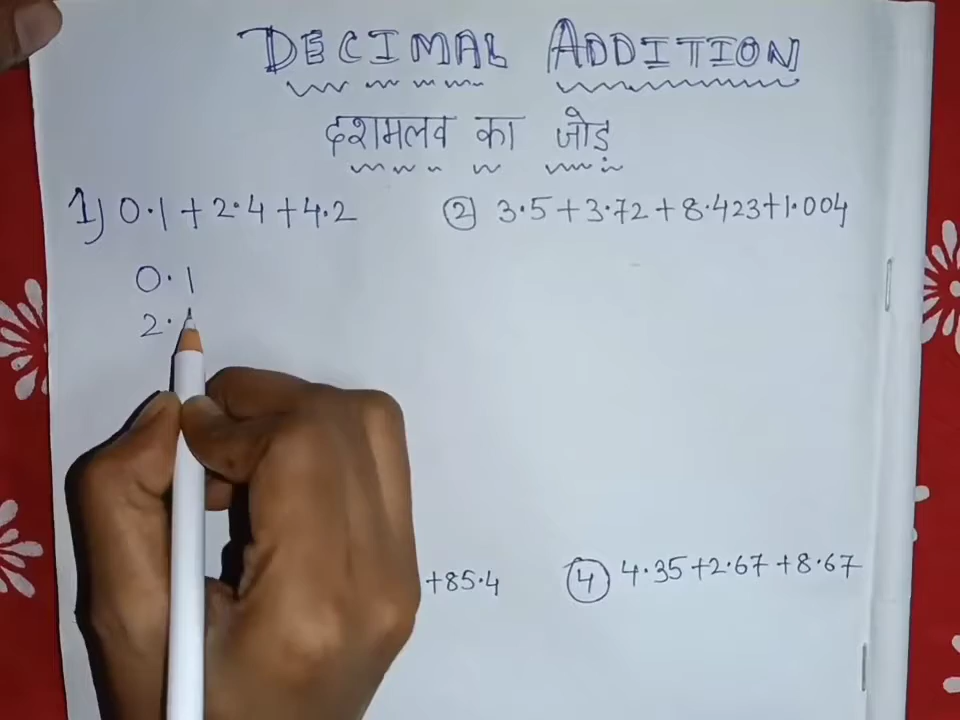 DECIMAL ADDITION
दशमलव का जोड़
1) 0.1 + 2.4 + 4.2
② 3.5 + 3.72 + 8.423 + 1.004
0.1
2.
+85.4
④ 4.35 + 2.67 + 8.67